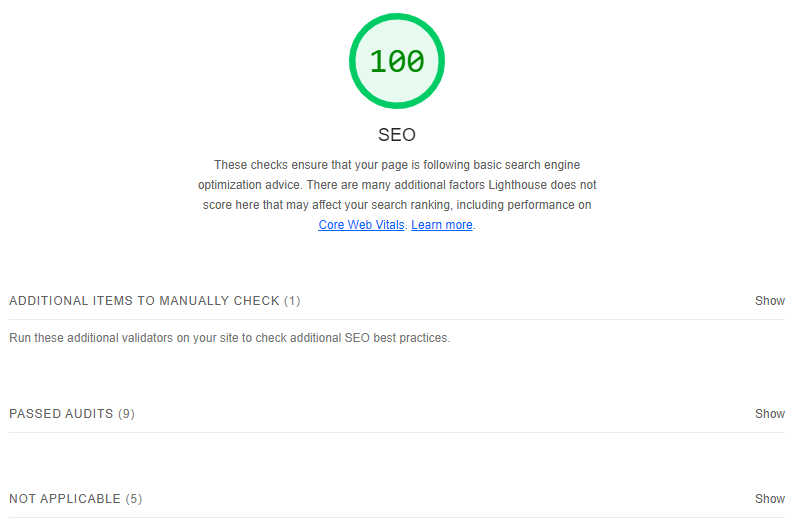 100
SEO
These checks ensure that your page is following basic search engine
optimization advice. There are many additional factors Lighthouse does not
score here that may affect your search ranking, including performance on
Core Web Vitals. Learn more.
ADDITIONAL ITEMS TO MANUALLY CHECK (1) Show
Run these additional validators on your site to check additional SEO best practices.
PASSED AUDITS (9) Show
NOT APPLICABLE (5) Show